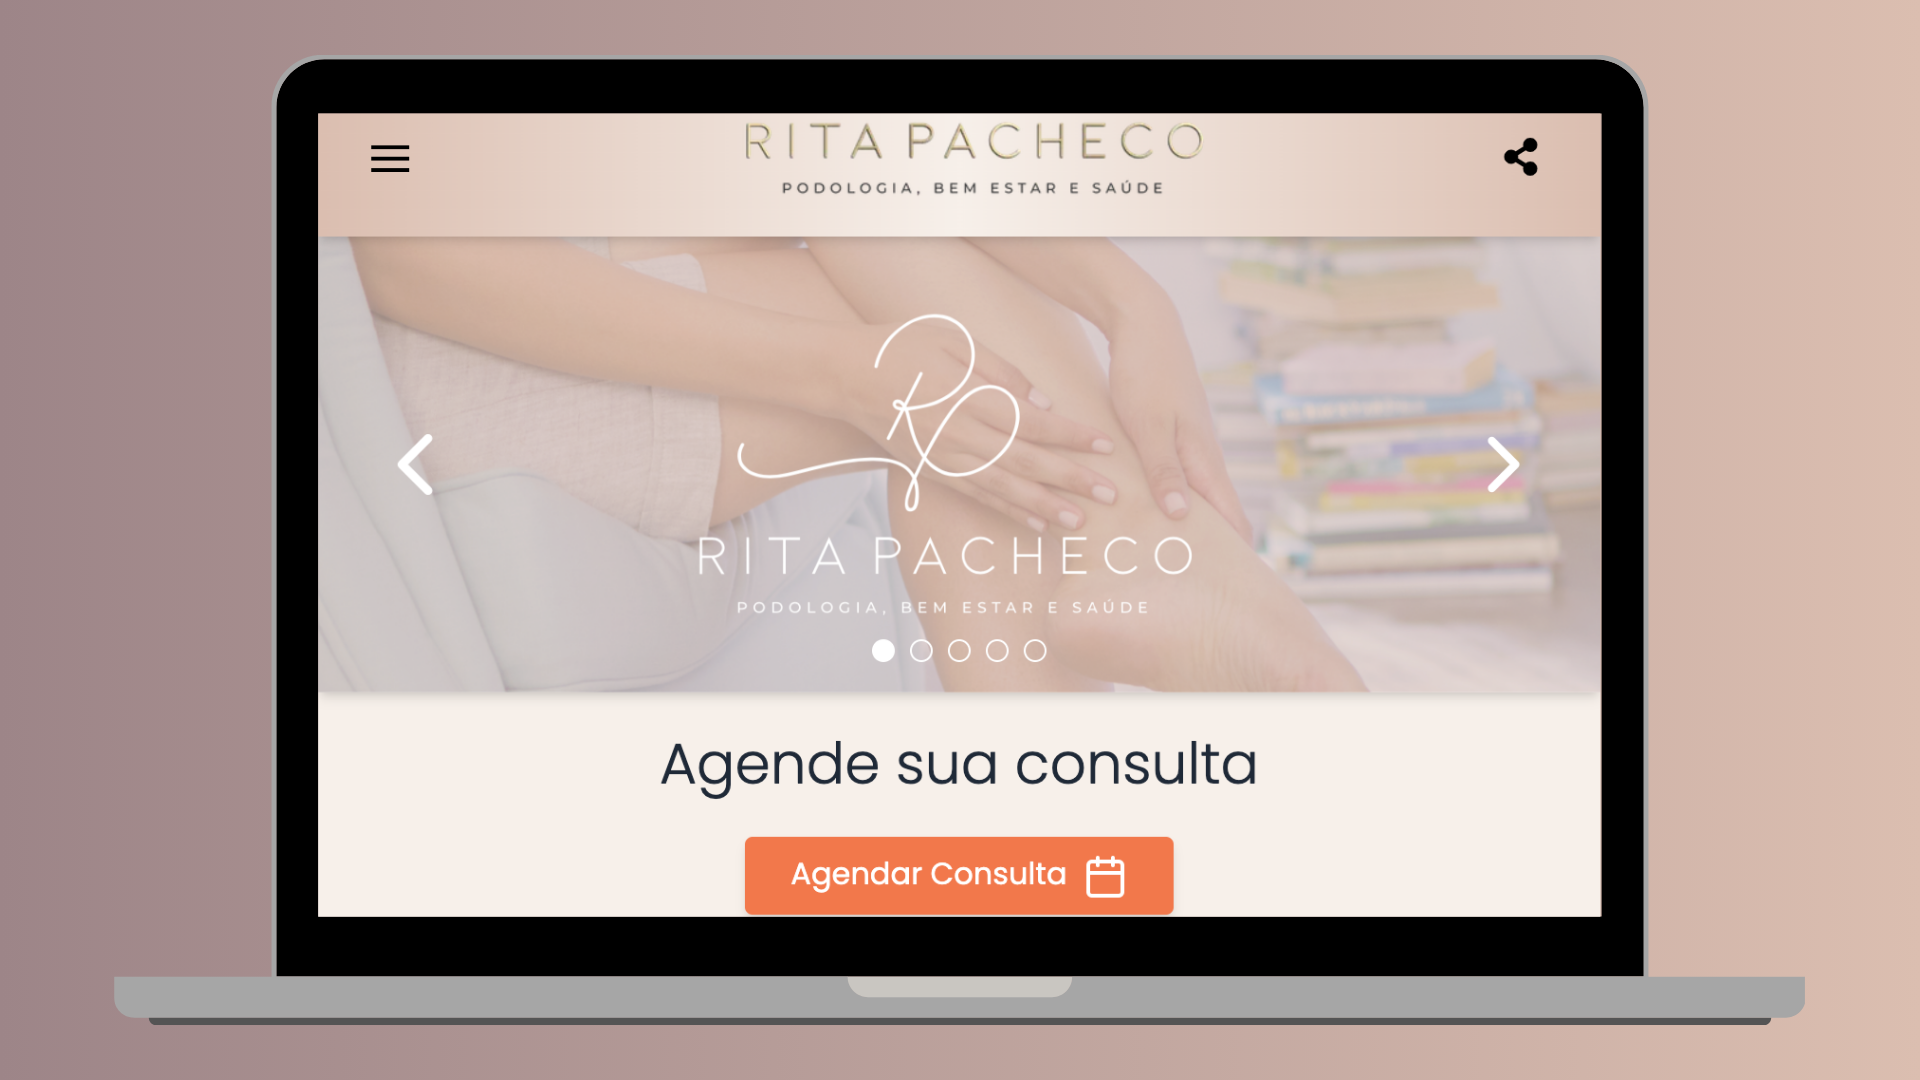 RITA PACHECO
PODOLOGIA, BEM ESTAR E SAÚDE
RP
RITA PACHECO
PODOLOGIA, BEM ESTAR E SAÚDE
Agende sua consulta
Agendar Consulta